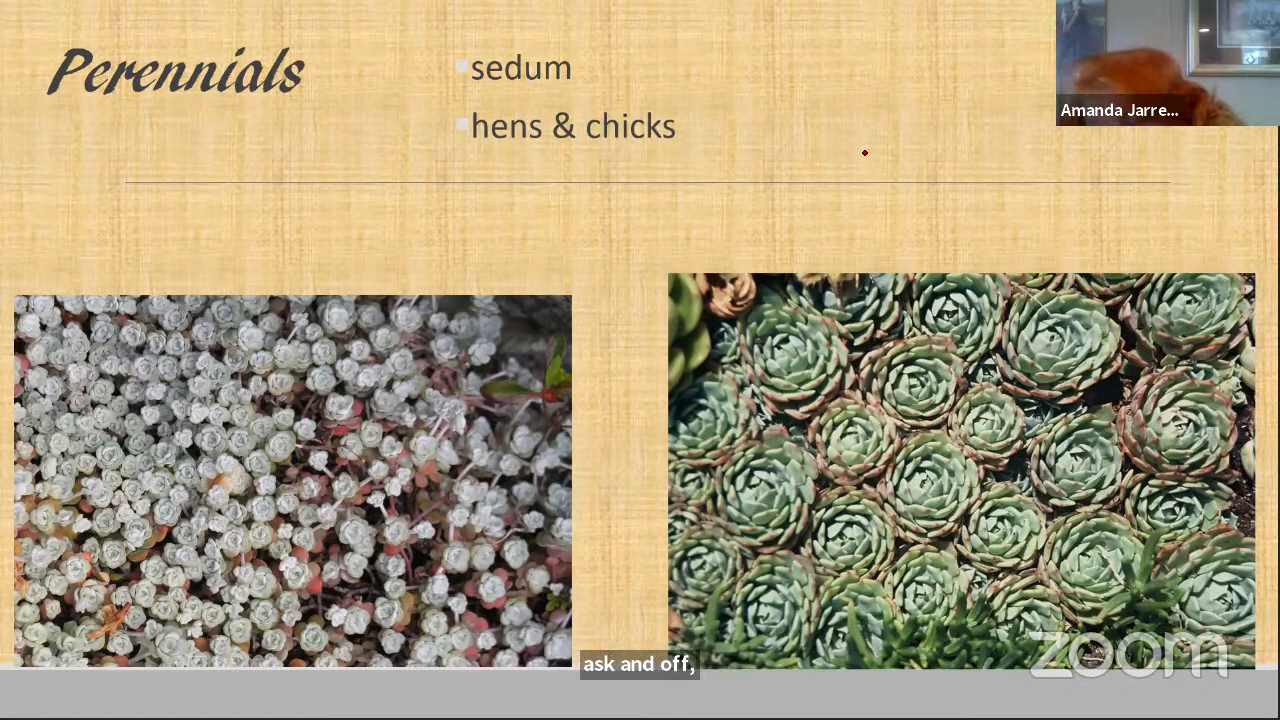 Perennials
sedum
hens & chicks
Amanda Jarre...
ask and off,
zoom